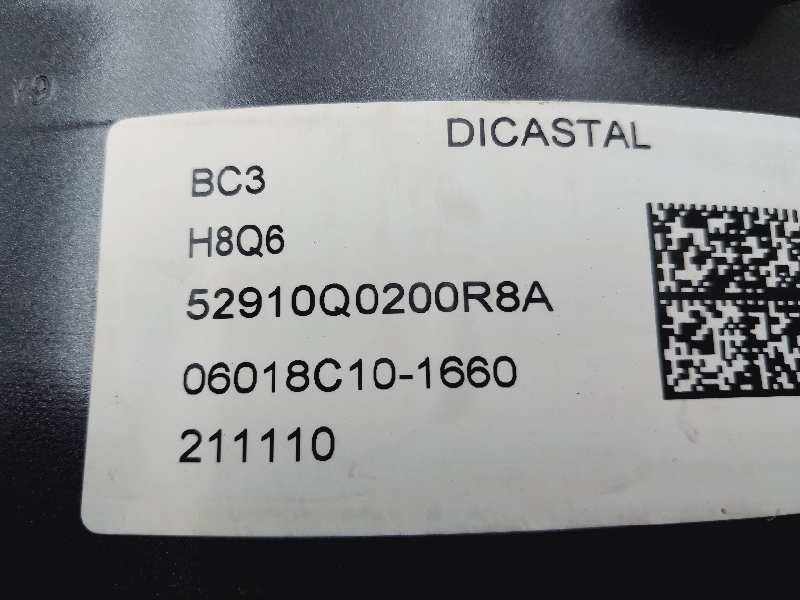 DICASTAL
BC3
H8Q6
52910Q0200R8A
06018C10-1660
211110